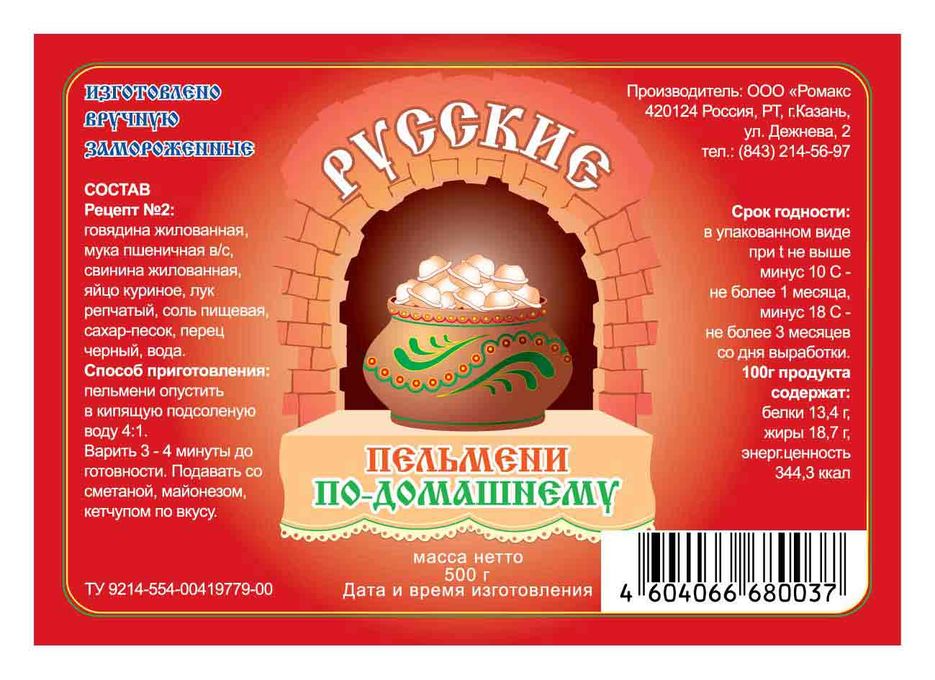 ИЗГОТОВЛЕНО
ВРУЧНУЮ
ЗАМОРОЖЕННЫЕ
СОСТАВ
Рецепт №2:
говядина жилованная,
мука пшеничная в/с,
свинина жилованная,
яйцо куриное, лук
репчатый, соль пищевая,
сахар-песок, перец
черный, вода.
Способ приготовления:
пельмени опустить
в кипящую подсоленую
воду 4:1.
Варить 3 - 4 минуты до
готовности. Подавать со
сметаной, майонезом,
кетчупом по вкусу.
ТУ 9214-554-00419779-00
РУССКИЕ
ПЕЛЬМЕНИ
ПО-ДОМАШНЕМУ
масса нетто
500 г
Дата и время изготовления
Производитель: ООО «Ромакс
420124 Россия, РТ, г.Казань,
ул. Дежнева, 2
тел.: (843) 214-56-97
Срок годности:
в упакованном виде
при t не выше
минус 10 С -
не более 1 месяца,
минус 18 С -
не более 3 месяцев
со дня выработки.
100г продукта
содержат:
белки 13,4 г,
жиры 18,7 г,
энерг.ценность
344,3 ккал
4 604066 680037